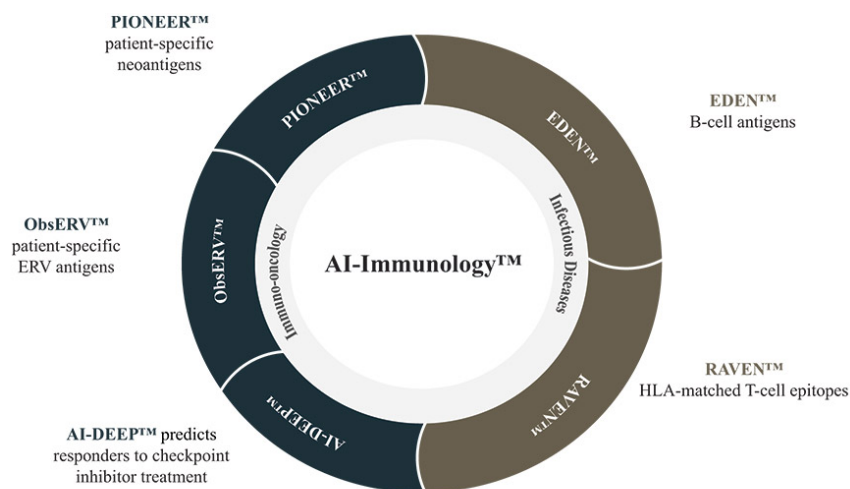 PIONEER™
patient-specific
neoantigens
PIONEER™
EDEN™
EDEN™
B-cell antigens
ObsERV™
patient-specific
ERV antigens
ObsERV™
Immuno-oncology
AI-Immunology™
Infectious Diseases
RAVEN™
HLA-matched T-cell epitopes
RAVEN™
AI-DEEP™
AI-DEEP™ predicts
responders to checkpoint
inhibitor treatment